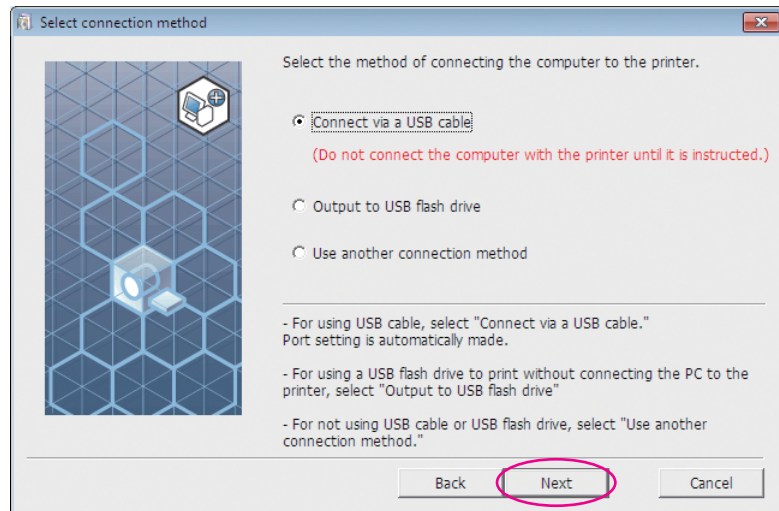 Select connection method
Select the method of connecting the computer to the printer.
Connect via a USB cable
(Do not connect the computer with the printer until it is instructed.)
Output to USB flash drive
Use another connection method
- For using USB cable, select "Connect via a USB cable."
Port setting is automatically made.
- For using a USB flash drive to print without connecting the PC to the
printer, select "Output to USB flash drive"
- For not using USB cable or USB flash drive, select "Use another
connection method."
Back
Next
Cancel